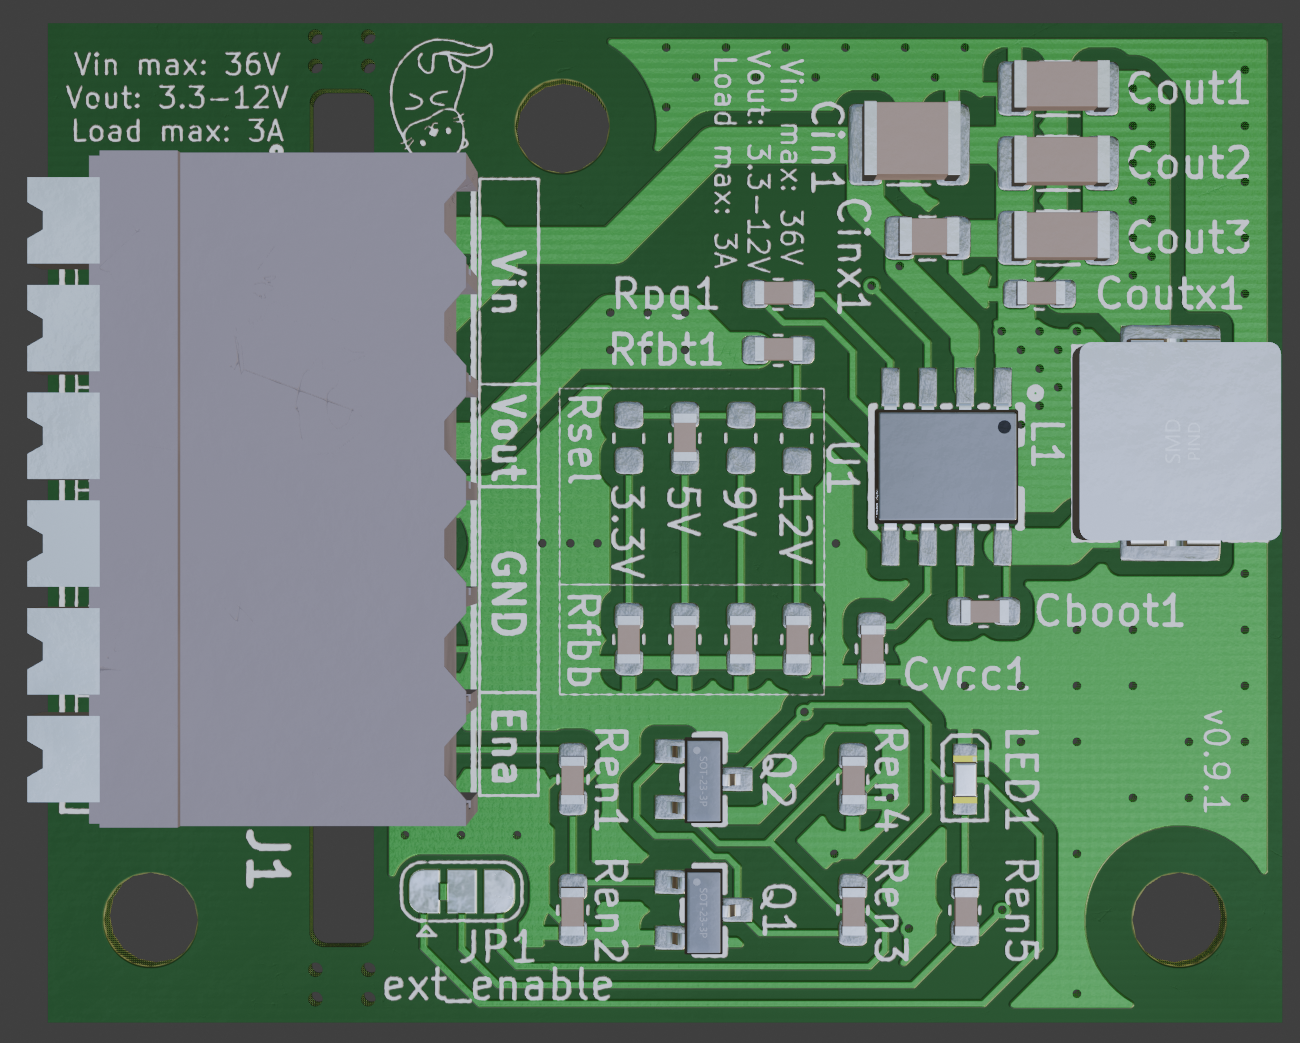 Vin max: 36V
Vout: 3.3-12V
Load max: 3A
Vin max: 36V
Vout: 3.3-12V
Load max: 3A
Cin1
Cinx1
Cout1
Cout2
Cout3
Coutx1
Rpg1
Rfbt1
Vin
Vout
GND
Ena
Rsel
3.3V
5V
9V
12V
Rfbb
U1
L1
SMD
IND
Cboot1
Cvcc1
Ren1
SOT-23-3P
Q2
Ren4
LED1
v0.9.1
J1
JP1
ext_enable
Ren2
SOT-23-3P
Q1
Ren3
Ren5